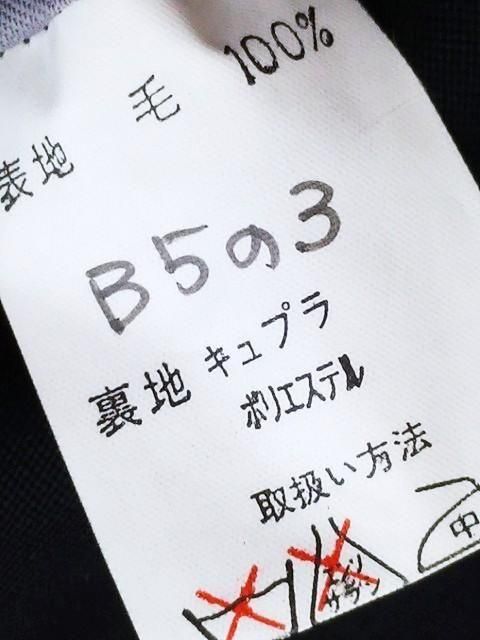 表地 毛 100%
B5の3
裏地 キュプラ
ポリエステル
取扱い方法
中